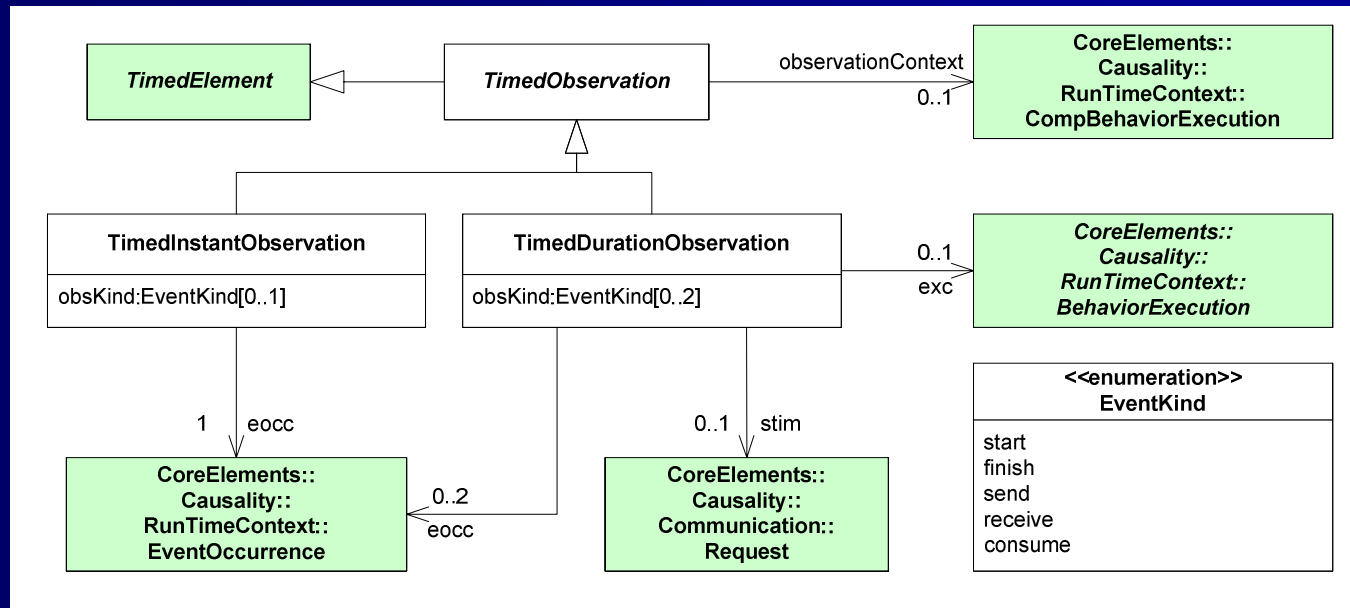 TimedElement
TimedObservation
observationContext
0..1
CoreElements::
Causality::
RunTimeContext::
CompBehaviorExecution
TimedInstantObservation
obsKind:EventKind[0..1]
TimedDurationObservation
obsKind:EventKind[0..2]
0..1
exc
CoreElements::
Causality::
RunTimeContext::
BehaviorExecution
1 eocc
0..1 stim
CoreElements::
Causality::
RunTimeContext::
EventOccurrence
0..2
eocc
CoreElements::
Causality::
Communication::
Request
<<enumeration>>
EventKind
start
finish
send
receive
consume